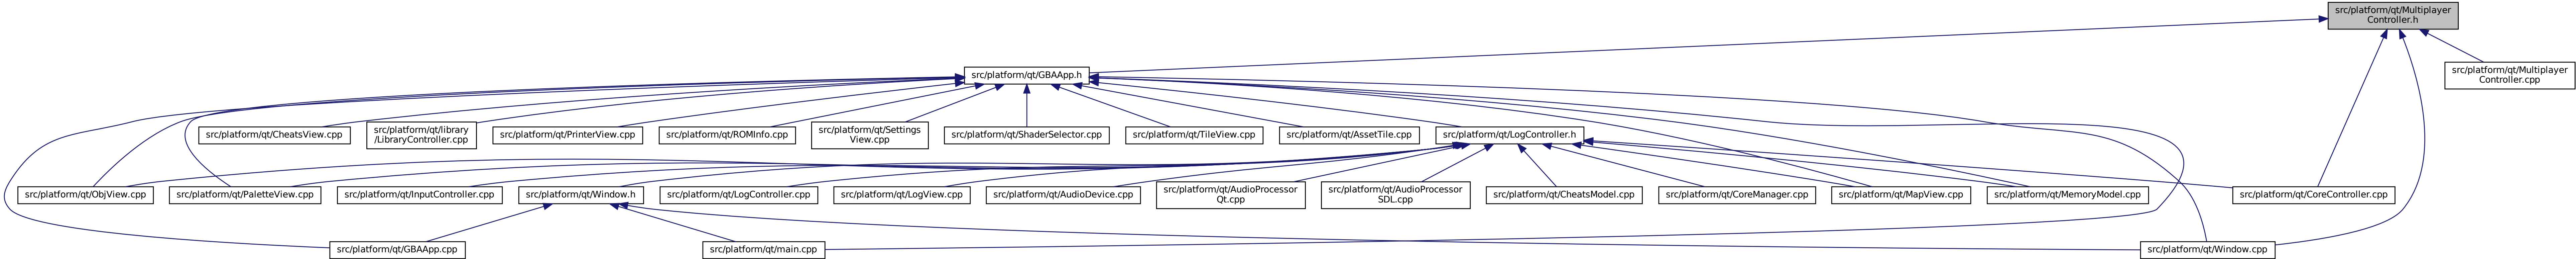 src/platform/qt/Multiplayer
Controller.h
src/platform/qt/GBAApp.h
src/platform/qt/Multiplayer
Controller.cpp
src/platform/qt/CheatsView.cpp
src/platform/qt/library
/LibraryController.cpp
src/platform/qt/PrinterView.cpp
src/platform/qt/ROMInfo.cpp
src/platform/qt/Settings
View.cpp
src/platform/qt/ShaderSelector.cpp
src/platform/qt/TileView.cpp
src/platform/qt/AssetTile.cpp
src/platform/qt/LogController.h
src/platform/qt/ObjView.cpp
src/platform/qt/PaletteView.cpp
src/platform/qt/InputController.cpp
src/platform/qt/Window.h
src/platform/qt/LogController.cpp
src/platform/qt/LogView.cpp
src/platform/qt/AudioDevice.cpp
src/platform/qt/AudioProcessor
Qt.cpp
src/platform/qt/AudioProcessor
SDL.cpp
src/platform/qt/CheatsModel.cpp
src/platform/qt/CoreManager.cpp
src/platform/qt/MapView.cpp
src/platform/qt/MemoryModel.cpp
src/platform/qt/CoreController.cpp
src/platform/qt/GBAApp.cpp
src/platform/qt/main.cpp
src/platform/qt/Window.cpp